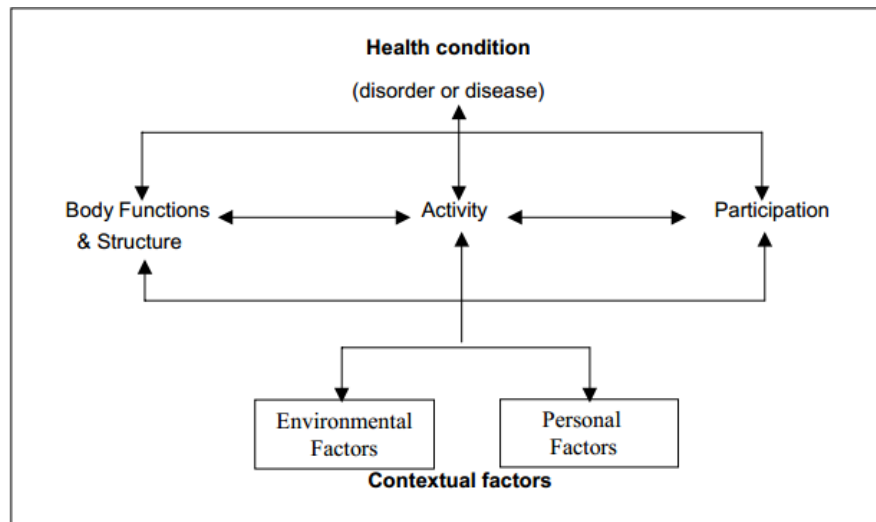 Health condition
(disorder or disease)
Body Functions
& Structure
Activity
Participation
Environmental
Factors
Personal
Factors
Contextual factors